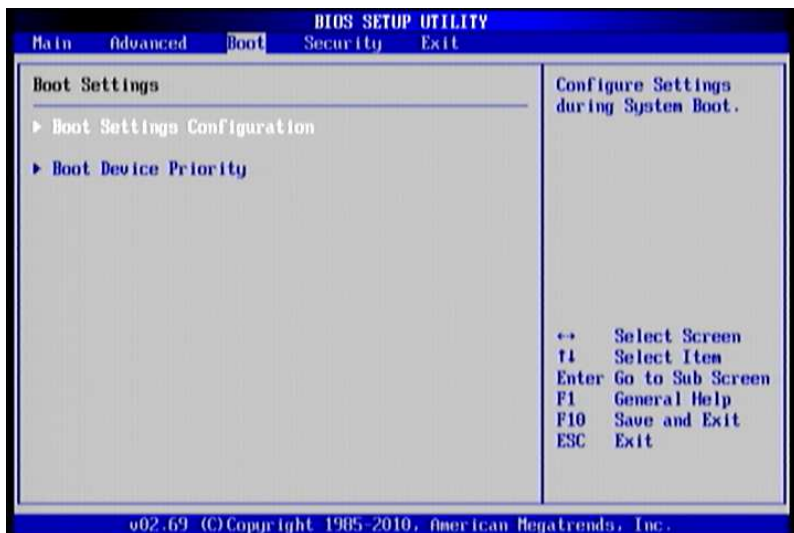 BIOS SETUP UTILITY
Main Advanced Boot Security Exit
Boot Settings
▶ Boot Settings Configuration
▶ Boot Device Priority
Configure Settings
during System Boot.
↔ Select Screen
↑↓ Select Item
Enter Go to Sub Screen
F1 General Help
F10 Save and Exit
ESC Exit
v02.69 (C)Copyright 1985-2010, American Megatrends, Inc.